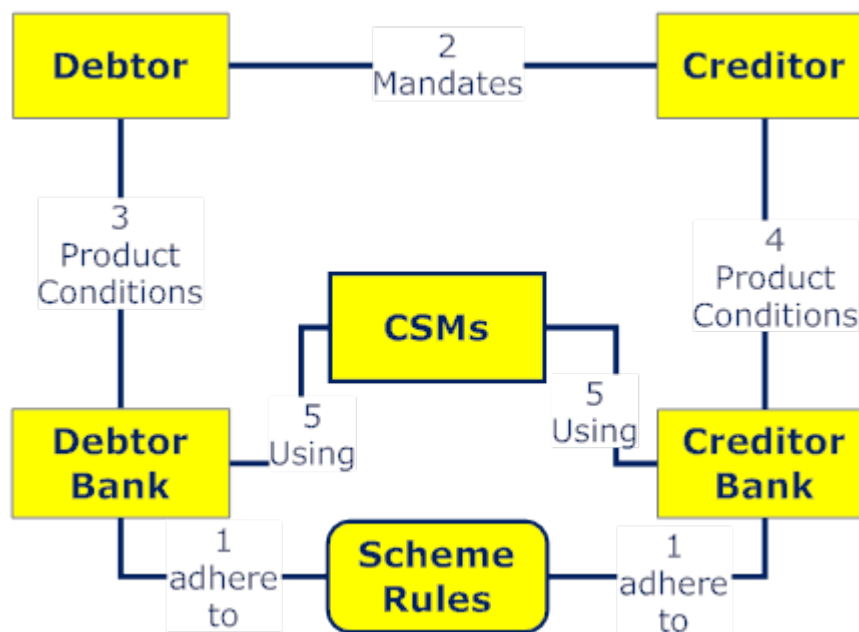 Debtor
2
Mandates
Creditor
3
Product
Conditions
4
Product
Conditions
CSMs
5
Using
5
Using
Debtor
Bank
Creditor
Bank
1
adhere
to
Scheme
Rules
1
adhere
to